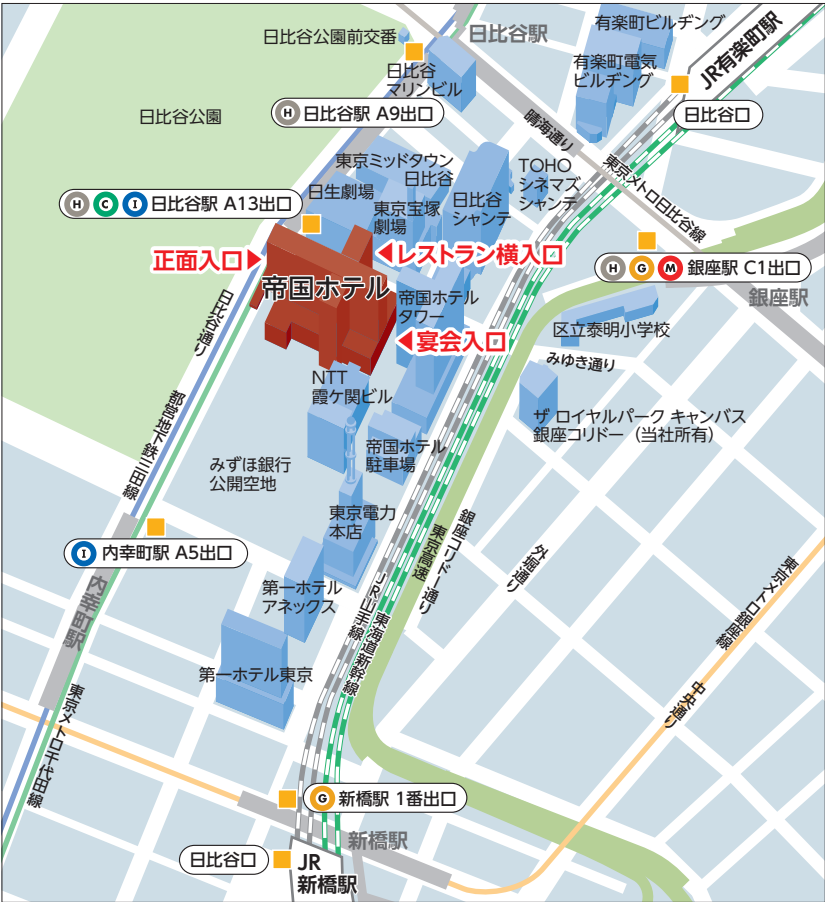 日比谷公園前交番
日比谷駅
有楽町ビルヂング
日比谷
マリンビル
有楽町電気
ビルヂング
JR有楽町駅
日比谷公園
H 日比谷駅 A9出口
日比谷口
晴海通り
東京ミッドタウン
日比谷
TOHO
シネマズ
シャンテ
東京メトロ日比谷線
H C I 日比谷駅 A13出口
日生劇場
東京宝塚
劇場
日比谷
シャンテ
正面入口
レストラン横入口
H G M 銀座駅 C1出口
銀座駅
帝国ホテル
帝国ホテル
タワー
日比谷通り
宴会入口
区立泰明小学校
みゆき通り
NTT
霞ケ関ビル
ザ ロイヤルパーク キャンバス
銀座コリドー（当社所有）
都営地下鉄三田線
帝国ホテル
駐車場
みずほ銀行
公開空地
東京電力
本店
銀座コリドー通り
東京高速
外堀通り
I 内幸町駅 A5出口
内幸町駅
第一ホテル
アネックス
JR山手線
東海道新幹線
東京メトロ銀座線
中央通り
第一ホテル東京
東京メトロ千代田線
G 新橋駅 1番出口
新橋駅
日比谷口
JR
新橋駅